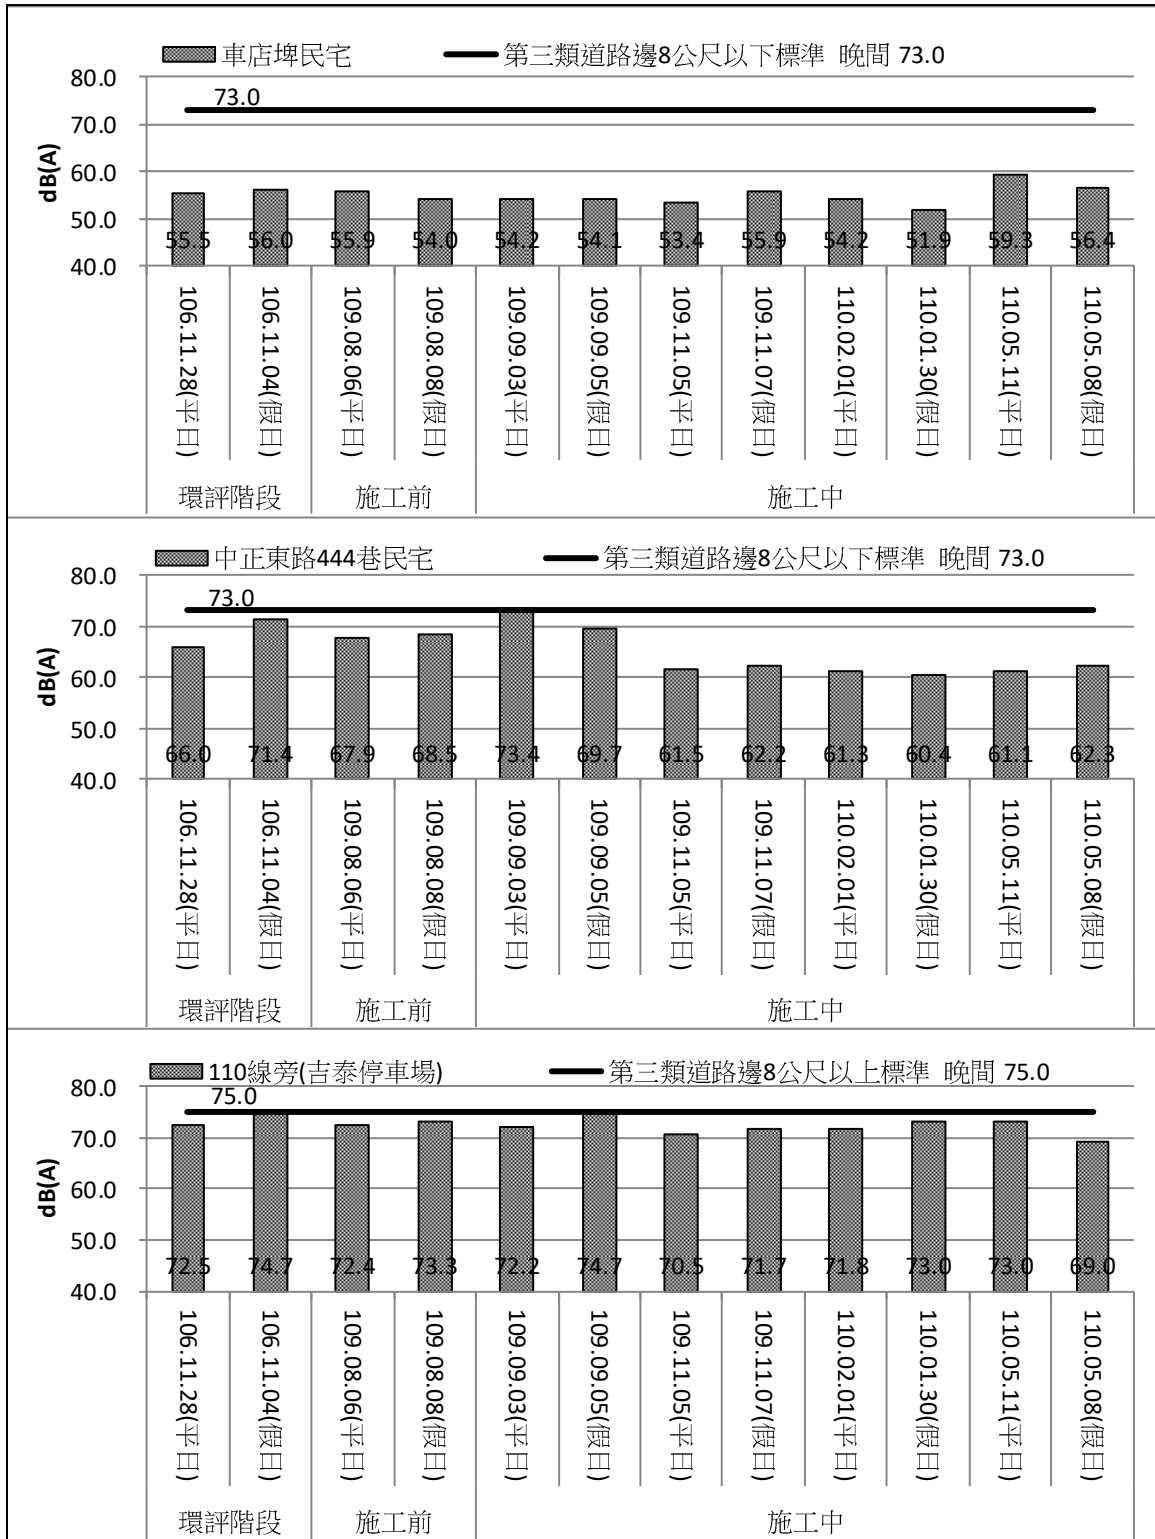 車店埤民宅 第三類道路邊8公尺以下標準 晚間 73.0
80.0
73.0
70.0
60.0
50.0
40.0
dB(A)
55.5 56.0 55.9 54.0 54.2 54.1 53.4 55.9 54.2 51.9 59.3 56.4
106.11.28(平日)
106.11.04(假日)
109.08.06(平日)
109.08.08(假日)
109.09.03(平日)
109.09.05(假日)
109.11.05(平日)
109.11.07(假日)
110.02.01(平日)
110.01.30(假日)
110.05.11(平日)
110.05.08(假日)
環評階段 施工前 施工中
中正東路444巷民宅 第三類道路邊8公尺以下標準 晚間 73.0
80.0
73.0
70.0
60.0
50.0
40.0
dB(A)
66.0 71.4 67.9 68.5 73.4 69.7 61.5 62.2 61.3 60.4 61.1 62.3
106.11.28(平日)
106.11.04(假日)
109.08.06(平日)
109.08.08(假日)
109.09.03(平日)
109.09.05(假日)
109.11.05(平日)
109.11.07(假日)
110.02.01(平日)
110.01.30(假日)
110.05.11(平日)
110.05.08(假日)
環評階段 施工前 施工中
110線旁(吉泰停車場) 第三類道路邊8公尺以上標準 晚間 75.0
80.0
75.0
70.0
60.0
50.0
40.0
dB(A)
72.5 74.7 72.4 73.3 72.2 74.7 70.5 71.7 71.8 73.0 73.0 69.0
106.11.28(平日)
106.11.04(假日)
109.08.06(平日)
109.08.08(假日)
109.09.03(平日)
109.09.05(假日)
109.11.05(平日)
109.11.07(假日)
110.02.01(平日)
110.01.30(假日)
110.05.11(平日)
110.05.08(假日)
環評階段 施工前 施工中